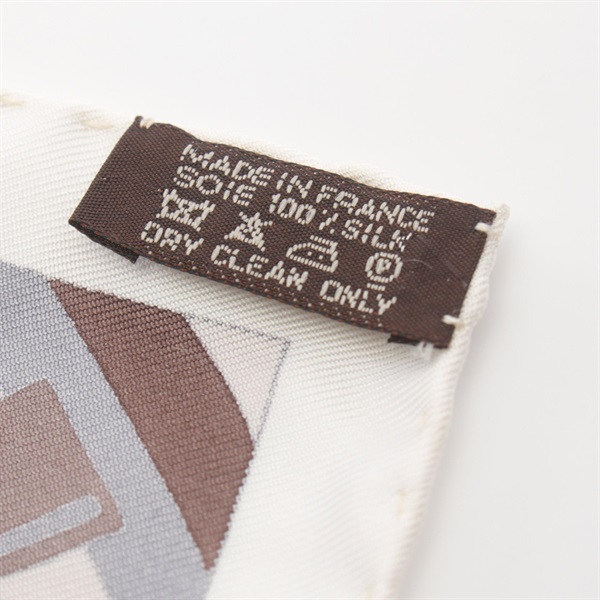 MADE IN FRANCE
SOIE 100% SILK
P
DRY CLEAN ONLY